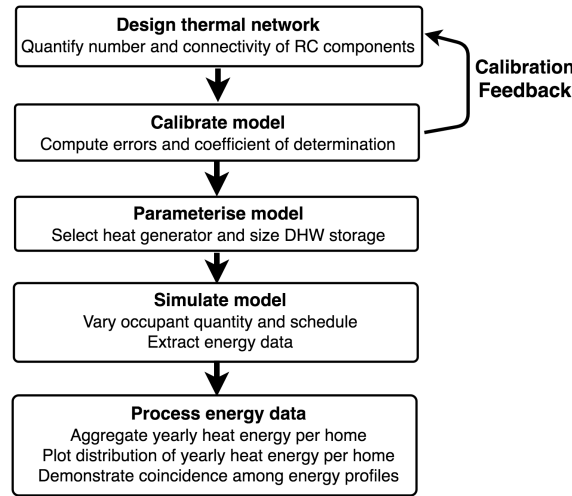 Design thermal network
Quantify number and connectivity of RC components
Calibration
Feedback
Calibrate model
Compute errors and coefficient of determination
Parameterise model
Select heat generator and size DHW storage
Simulate model
Vary occupant quantity and schedule
Extract energy data
Process energy data
Aggregate yearly heat energy per home
Plot distribution of yearly heat energy per home
Demonstrate coincidence among energy profiles